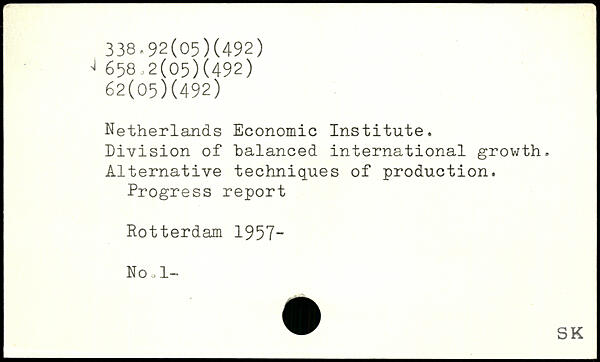 338.92(05)(492)
658.2(05)(492)
62(05)(492)
Netherlands Economic Institute.
Division of balanced international growth.
Alternative techniques of production.
Progress report
Rotterdam 1957-
No.1-
SK